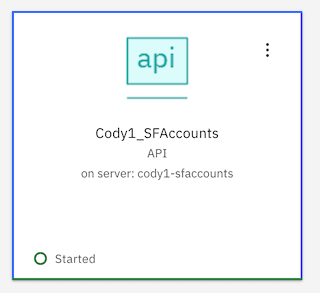 api
Cody1_SFAccounts
API
on server: cody1-sfaccounts
Started